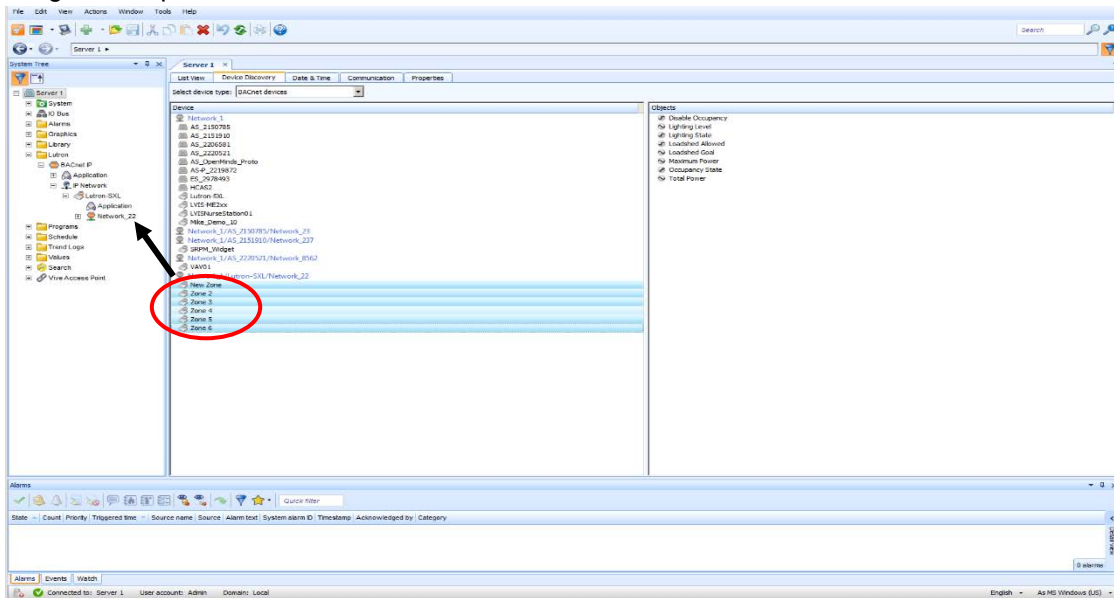 File Edit View Actions Window Tools Help
Search
Server 1
System Tree
Server 1
List View Device Discovery Date & Time Communication Properties
Select device type: BACnet devices
Server 1
System
IO Bus
Alarms
Graphics
Library
Lutron
BACnet IP
Application
IP Network
Lutron-SXL
Application
Network_22
Programs
Schedule
Trend Logs
Values
Search
Vive Access Point
Device
Network_1
AS_2150785
AS_2151910
AS_2206581
AS_2220521
AS_OpenMinds_Proto
AS-P_2219872
ES_2978493
HCAS2
Lutron-SXL
LVIS-ME2xx
LVISNurseStation01
Mike_Demo_10
Network_1/AS_2150785/Network_23
Network_1/AS_2151910/Network_237
SRPM_Widget
Network_1/AS_2220521/Network_8562
VAV01
/Lutron-SXL/Network_22
New Zone
Zone 2
Zone 3
Zone 4
Zone 5
Zone 6
Objects
Disable Occupancy
Lighting Level
Lighting State
Loadshed Allowed
Loadshed Goal
Maximum Power
Occupancy State
Total Power
Alarms
Quick filter
State Count Priority Triggered time Source name Source Alarm text System alarm ID Timestamp Acknowledged by Category
Detail view
0 alarms
Alarms Events Watch
Connected to: Server 1 User account: Admin Domain: Local English As MS Windows (US)